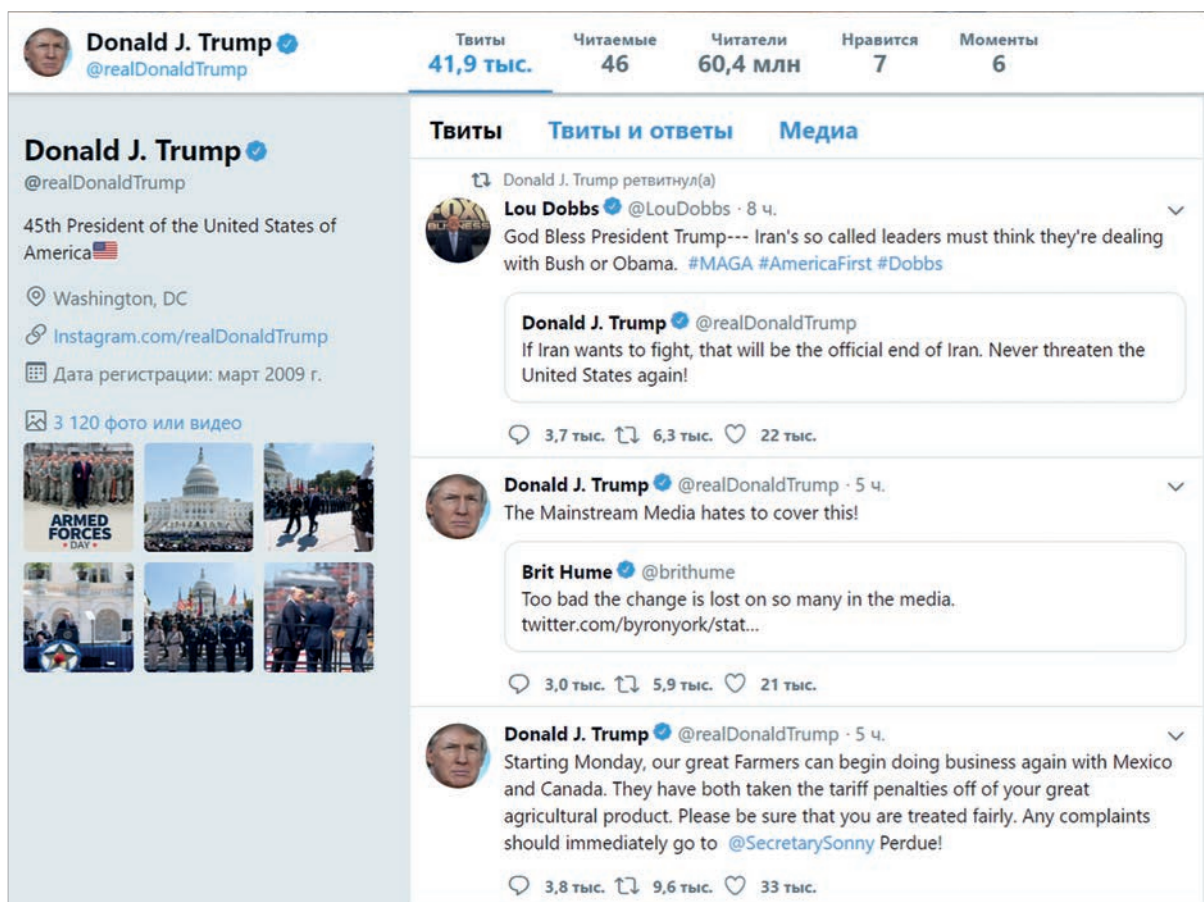 Donald J. Trump
@realDonaldTrump
Твиты
41,9 тыс.
Читаемые
46
Читатели
60,4 млн
Нравится
7
Моменты
6
Donald J. Trump
@realDonaldTrump
45th President of the United States of
America
Washington, DC
Instagram.com/realDonaldTrump
Дата регистрации: март 2009 г.
3 120 фото или видео
ARMED
FORCES
DAY
Твиты Твиты и ответы Медиа
Donald J. Trump ретвитнул(а)
FOX
BUSINESS
Lou Dobbs @LouDobbs · 8 ч.
God Bless President Trump--- Iran's so called leaders must think they're dealing
with Bush or Obama. #MAGA #AmericaFirst #Dobbs
Donald J. Trump @realDonaldTrump
If Iran wants to fight, that will be the official end of Iran. Never threaten the
United States again!
3,7 тыс. 6,3 тыс. 22 тыс.
Donald J. Trump @realDonaldTrump · 5 ч.
The Mainstream Media hates to cover this!
Brit Hume @brithume
Too bad the change is lost on so many in the media.
twitter.com/byronyork/stat...
3,0 тыс. 5,9 тыс. 21 тыс.
Donald J. Trump @realDonaldTrump · 5 ч.
Starting Monday, our great Farmers can begin doing business again with Mexico
and Canada. They have both taken the tariff penalties off of your great
agricultural product. Please be sure that you are treated fairly. Any complaints
should immediately go to @SecretarySonny Perdue!
3,8 тыс. 9,6 тыс. 33 тыс.